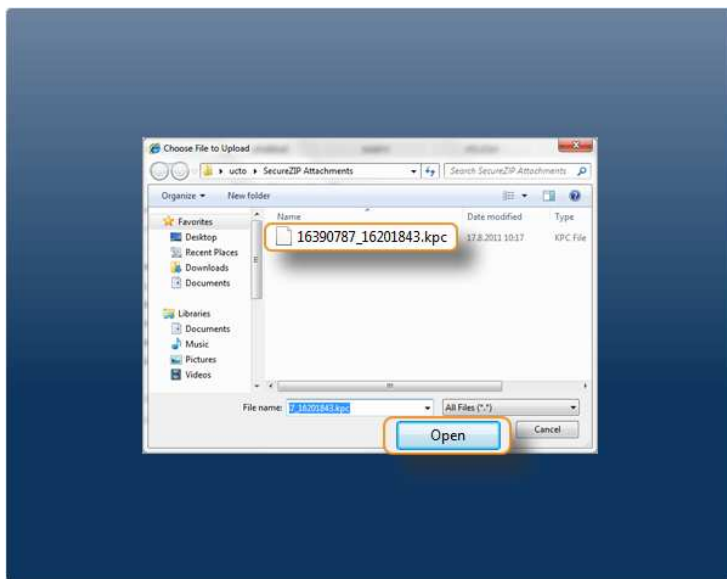 Choose File to Upload
ucto ▸ SecureZIP Attachments
Search SecureZIP Attachments
Organize
New folder
Name
Date modified
Type
Favorites
16390787_16201843.kpc
17.8.2011 10:17
KPC File
Desktop
Recent Places
Downloads
Documents
Libraries
Documents
Music
Pictures
Videos
File name:
7_16201843.kpc
All Files (*.*)
Open
Cancel